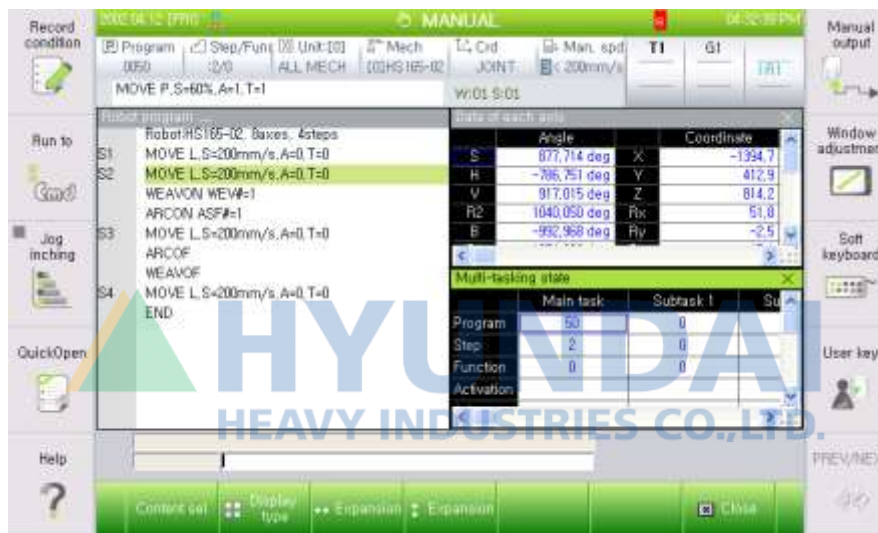 Record condition
Run to
Jog inching
QuickOpen
Help
2002.04.12 [FRI]
MANUAL
04:32:39 PM
[P] Program
0050
Step/Func
:2/0
Unit:[0]
ALL MECH
Mech
[0]HS165-02
Crd
JOINT
Man. spd
< 200mm/s
T1
G1
MOVE P,S=60%,A=1,T=1
W:01 S:01
Robot program ...
Robot:HS165-02, 8axes, 4steps
S1 MOVE L,S=200mm/s,A=0,T=0
S2 MOVE L,S=200mm/s,A=0,T=0
WEAVON WEV#=1
ARCON ASF#=1
S3 MOVE L,S=200mm/s,A=0,T=0
ARCOF
WEAVOF
S4 MOVE L,S=200mm/s,A=0,T=0
END
Data of each axis
Angle Coordinate
S 877,714 deg X -1394,7
H -786,751 deg Y 412,9
V 917,015 deg Z 814,2
R2 1040,050 deg Rx 51,8
B -992,968 deg Ry -2,5
Multi-tasking state
Main task Subtask 1 Su
Program 50 0
Step 2 0
Function 0 0
Activation
HYUNDAI
HEAVY INDUSTRIES CO.,LTD.
Content sel
Display type
Expansion
Expansion
Close
Manual output
Window adjustmen
Soft keyboard
User key
PREV/NEX